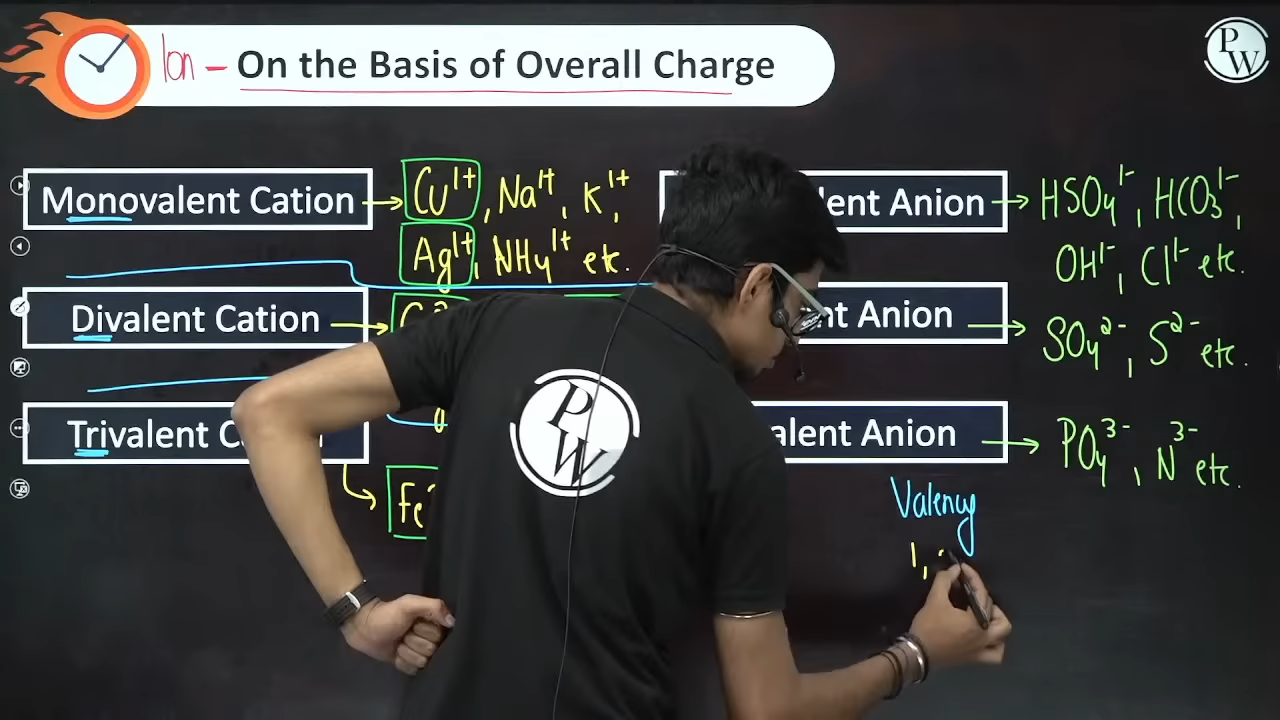 Ion – On the Basis of Overall Charge
PW
Monovalent Cation → Cu¹⁺, Na¹⁺, K¹⁺,
Ag¹⁺, NH₄¹⁺ etc.
Divalent Cation →
Trivalent
Fe
lent Anion → HSO₄¹⁻, HCO₃¹⁻,
OH¹⁻, Cl¹⁻ etc.
nt Anion → SO₄²⁻, S²⁻ etc.
alent Anion → PO₄³⁻, N³⁻ etc.
Valency
1,
PW